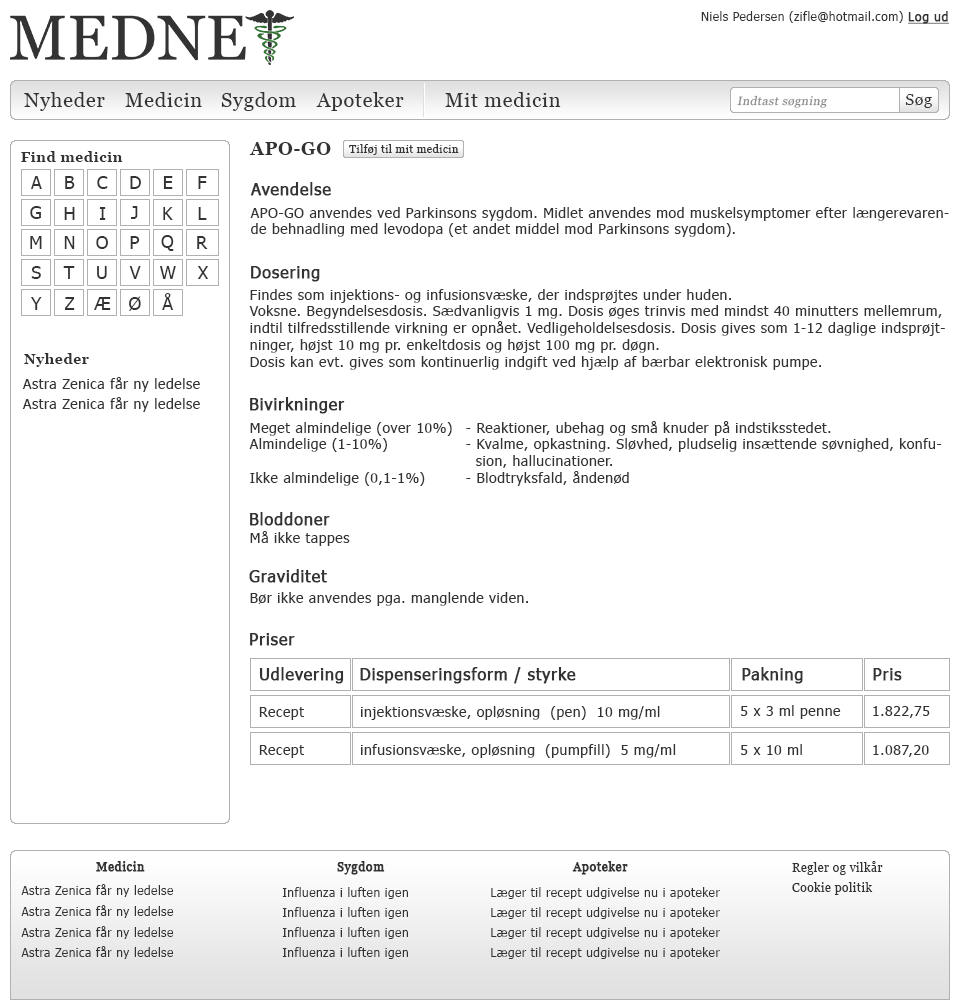 MEDNET
Niels Pedersen (zifle@hotmail.com) Log ud
Nyheder Medicin Sygdom Apoteker Mit medicin Indtast søgning Søg
Find medicin
A B C D E F
G H I J K L
M N O P Q R
S T U V W X
Y Z Æ Ø Å
Nyheder
Astra Zenica får ny ledelse
Astra Zenica får ny ledelse
APO-GO Tilføj til mit medicin
Avendelse
APO-GO anvendes ved Parkinsons sygdom. Midlet anvendes mod muskelsymptomer efter længerevaren-
de behnadling med levodopa (et andet middel mod Parkinsons sygdom).
Dosering
Findes som injektions- og infusionsvæske, der indsprøjtes under huden.
Voksne. Begyndelsesdosis. Sædvanligvis 1 mg. Dosis øges trinvis med mindst 40 minutters mellemrum,
indtil tilfredsstillende virkning er opnået. Vedligeholdelsesdosis. Dosis gives som 1-12 daglige indsprøjt-
ninger, højst 10 mg pr. enkeltdosis og højst 100 mg pr. døgn.
Dosis kan evt. gives som kontinuerlig indgift ved hjælp af bærbar elektronisk pumpe.
Bivirkninger
Meget almindelige (over 10%) - Reaktioner, ubehag og små knuder på indstiksstedet.
Almindelige (1-10%) - Kvalme, opkastning. Sløvhed, pludselig insættende søvnighed, konfu-
sion, hallucinationer.
Ikke almindelige (0,1-1%) - Blodtryksfald, åndenød
Bloddoner
Må ikke tappes
Graviditet
Bør ikke anvendes pga. manglende viden.
Priser
Udlevering Dispenseringsform / styrke Pakning Pris
Recept injektionsvæske, opløsning (pen) 10 mg/ml 5 x 3 ml penne 1.822,75
Recept infusionsvæske, opløsning (pumpfill) 5 mg/ml 5 x 10 ml 1.087,20
Medicin
Astra Zenica får ny ledelse
Astra Zenica får ny ledelse
Astra Zenica får ny ledelse
Astra Zenica får ny ledelse
Sygdom
Influenza i luften igen
Influenza i luften igen
Influenza i luften igen
Influenza i luften igen
Apoteker
Læger til recept udgivelse nu i apoteker
Læger til recept udgivelse nu i apoteker
Læger til recept udgivelse nu i apoteker
Læger til recept udgivelse nu i apoteker
Regler og vilkår
Cookie politik